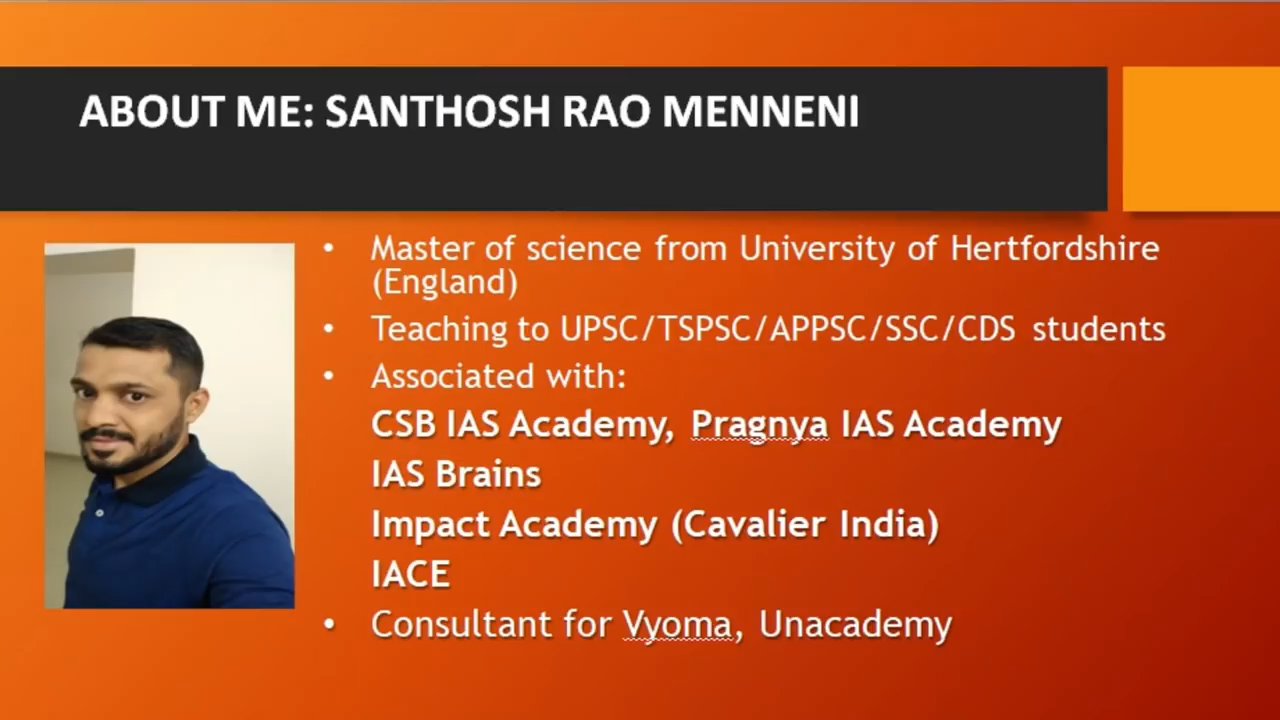 ABOUT ME: SANTHOSH RAO MENNENI
• Master of science from University of Hertfordshire
(England)
• Teaching to UPSC/TSPSC/APPSC/SSC/CDS students
• Associated with:
CSB IAS Academy, Pragnya IAS Academy
IAS Brains
Impact Academy (Cavalier India)
IACE
• Consultant for Vyoma, Unacademy